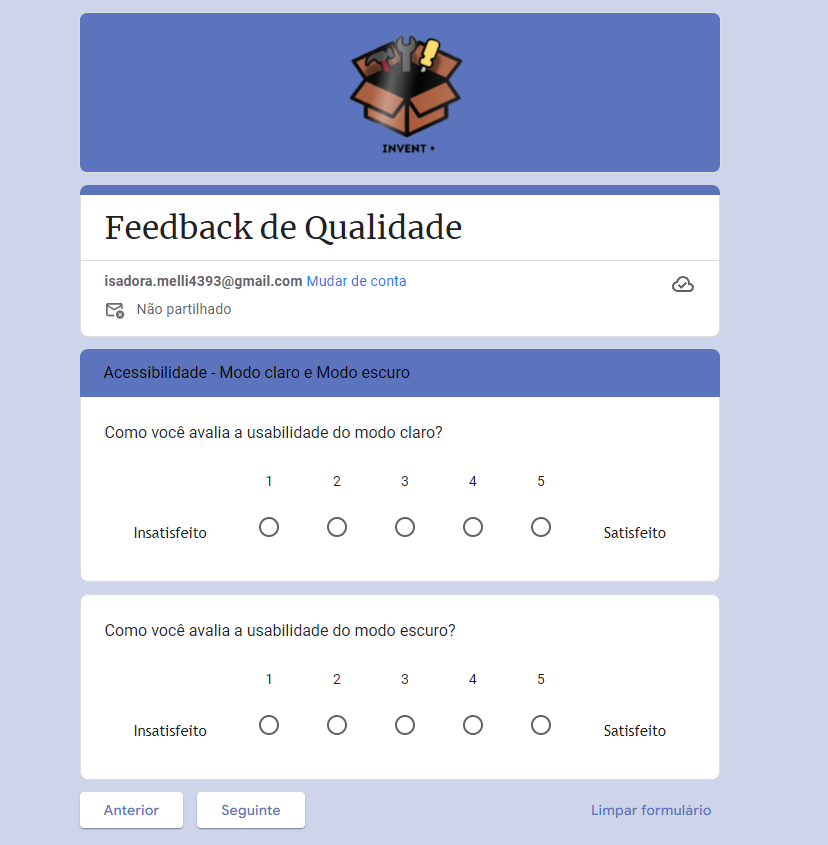 INVENT +
Feedback de Qualidade
isadora.melli4393@gmail.com Mudar de conta
Não partilhado
Acessibilidade - Modo claro e Modo escuro
Como você avalia a usabilidade do modo claro?
1 2 3 4 5
Insatisfeito Satisfeito
Como você avalia a usabilidade do modo escuro?
1 2 3 4 5
Insatisfeito Satisfeito
Anterior Seguinte Limpar formulário